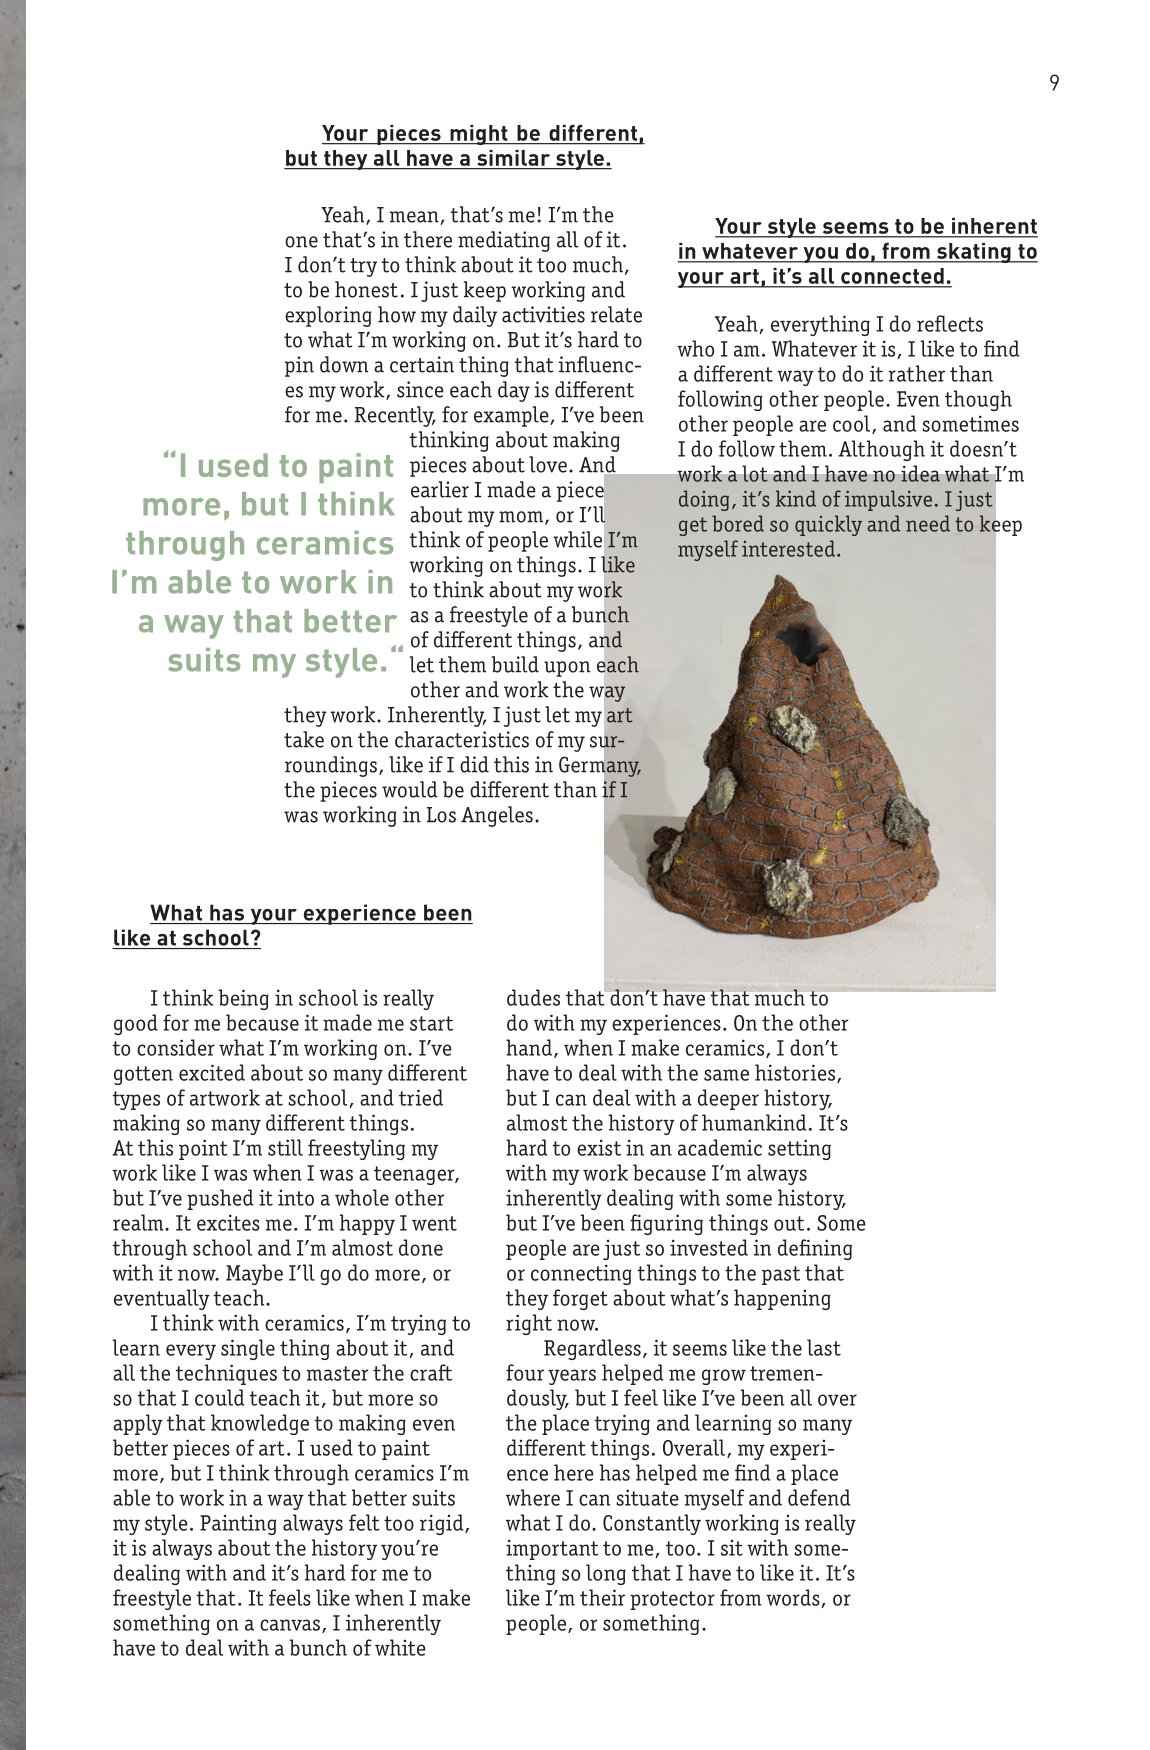 9
Your pieces might be different,
but they all have a similar style.
Yeah, I mean, that’s me! I’m the
one that’s in there mediating all of it.
I don’t try to think about it too much,
to be honest. I just keep working and
exploring how my daily activities relate
to what I’m working on. But it’s hard to
pin down a certain thing that influenc-
es my work, since each day is different
for me. Recently, for example, I’ve been
thinking about making
pieces about love. And
earlier I made a piece
about my mom, or I’ll
think of people while I’m
working on things. I like
to think about my work
as a freestyle of a bunch
of different things, and
let them build upon each
other and work the way
they work. Inherently, I just let my art
take on the characteristics of my sur-
roundings, like if I did this in Germany,
the pieces would be different than if I
was working in Los Angeles.
“I used to paint
more, but I think
through ceramics
I’m able to work in
a way that better
suits my style.“
Your style seems to be inherent
in whatever you do, from skating to
your art, it’s all connected.
Yeah, everything I do reflects
who I am. Whatever it is, I like to find
a different way to do it rather than
following other people. Even though
other people are cool, and sometimes
I do follow them. Although it doesn’t
work a lot and I have no idea what I’m
doing, it’s kind of impulsive. I just
get bored so quickly and need to keep
myself interested.
What has your experience been
like at school?
I think being in school is really
good for me because it made me start
to consider what I’m working on. I’ve
gotten excited about so many different
types of artwork at school, and tried
making so many different things.
At this point I’m still freestyling my
work like I was when I was a teenager,
but I’ve pushed it into a whole other
realm. It excites me. I’m happy I went
through school and I’m almost done
with it now. Maybe I’ll go do more, or
eventually teach.
I think with ceramics, I’m trying to
learn every single thing about it, and
all the techniques to master the craft
so that I could teach it, but more so
apply that knowledge to making even
better pieces of art. I used to paint
more, but I think through ceramics I’m
able to work in a way that better suits
my style. Painting always felt too rigid,
it is always about the history you’re
dealing with and it’s hard for me to
freestyle that. It feels like when I make
something on a canvas, I inherently
have to deal with a bunch of white
dudes that don’t have that much to
do with my experiences. On the other
hand, when I make ceramics, I don’t
have to deal with the same histories,
but I can deal with a deeper history,
almost the history of humankind. It’s
hard to exist in an academic setting
with my work because I’m always
inherently dealing with some history,
but I’ve been figuring things out. Some
people are just so invested in defining
or connecting things to the past that
they forget about what’s happening
right now.
Regardless, it seems like the last
four years helped me grow tremen-
dously, but I feel like I’ve been all over
the place trying and learning so many
different things. Overall, my experi-
ence here has helped me find a place
where I can situate myself and defend
what I do. Constantly working is really
important to me, too. I sit with some-
thing so long that I have to like it. It’s
like I’m their protector from words, or
people, or something.